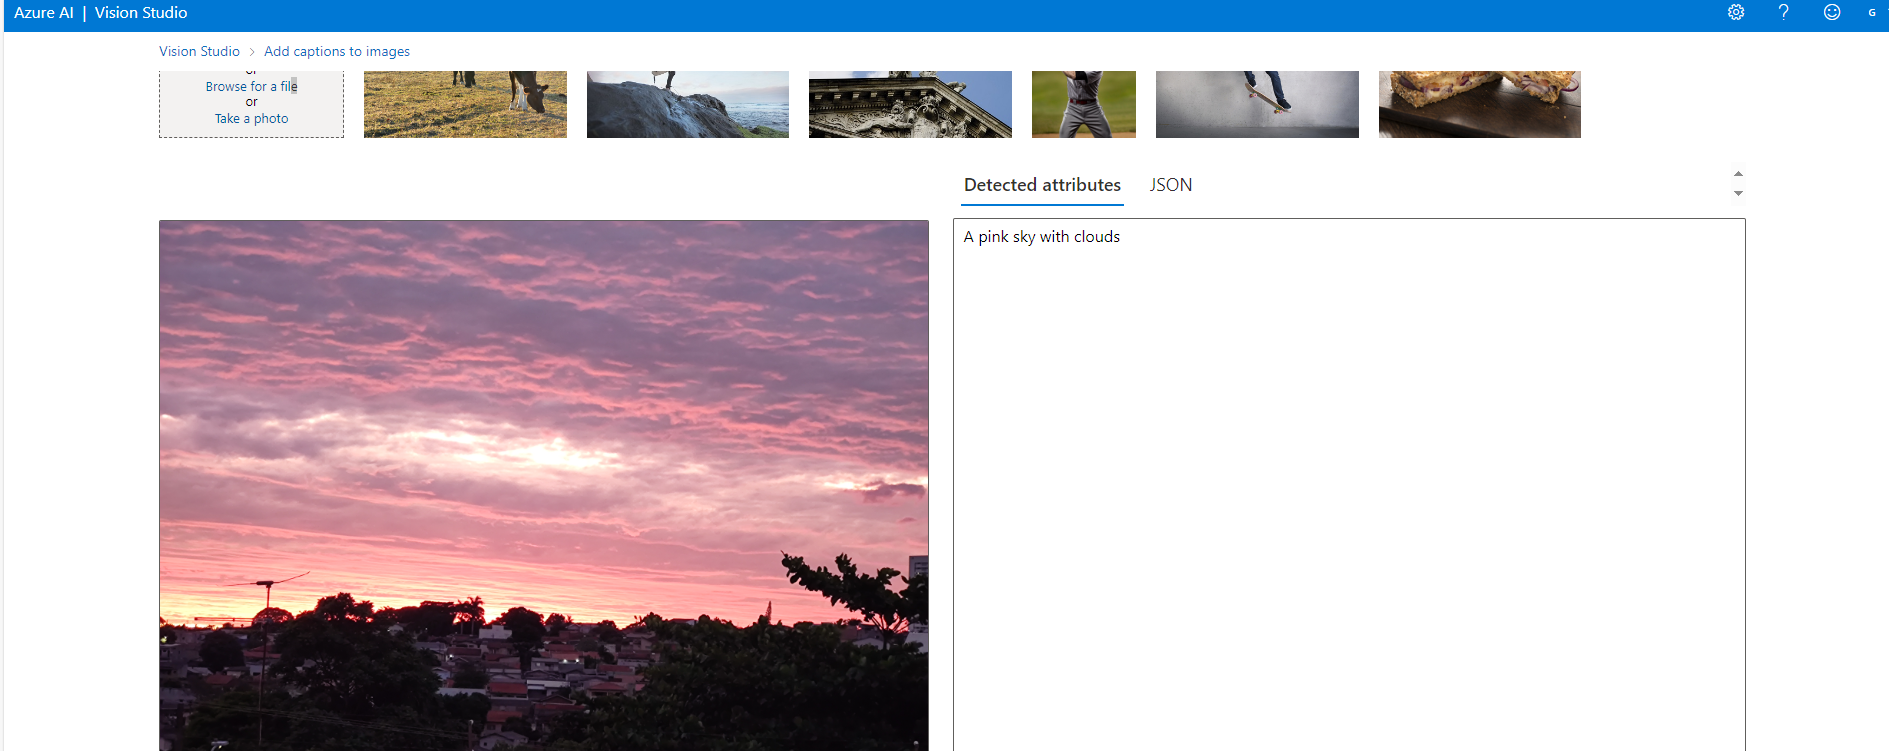 Azure AI | Vision Studio
G
Vision Studio > Add captions to images
or
Browse for a file
or
Take a photo
Detected attributes JSON
A pink sky with clouds